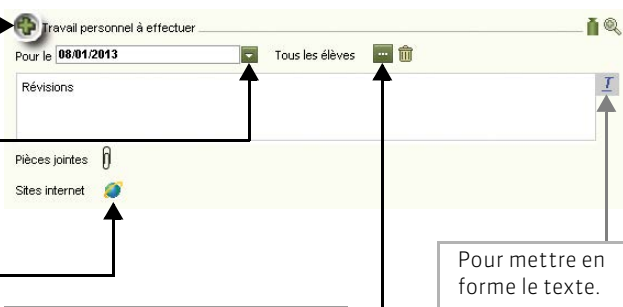 Travail personnel à effectuer
Pour le 08/01/2013 Tous les élèves ...
Révisions
T
Pièces jointes
Sites internet
Pour mettre en
forme le texte.